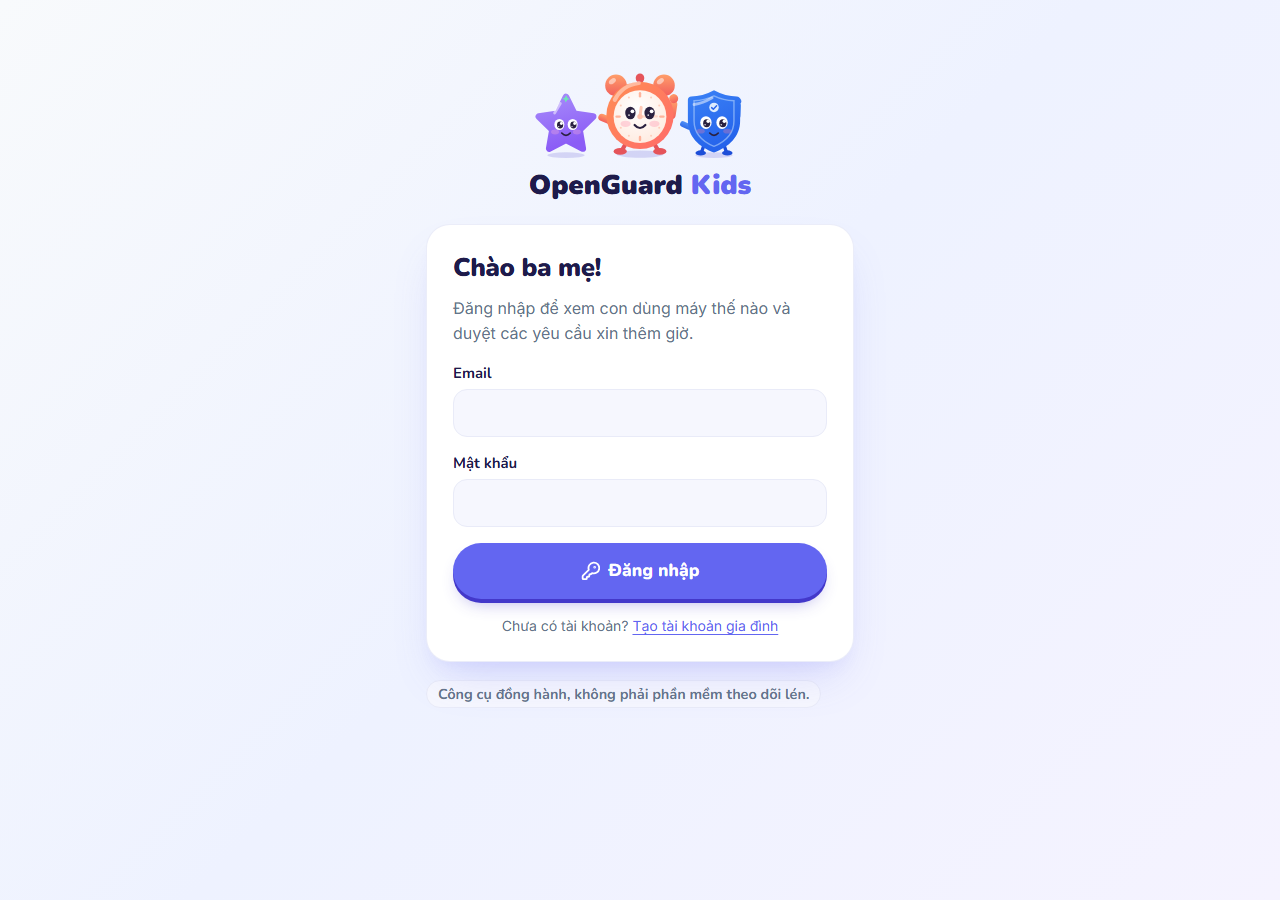 OpenGuard Kids
Chào ba mẹ!
Đăng nhập để xem con dùng máy thế nào và
duyệt các yêu cầu xin thêm giờ.
Email
Mật khẩu
Đăng nhập
Chưa có tài khoản? Tạo tài khoản gia đình
Công cụ đồng hành, không phải phần mềm theo dõi lén.